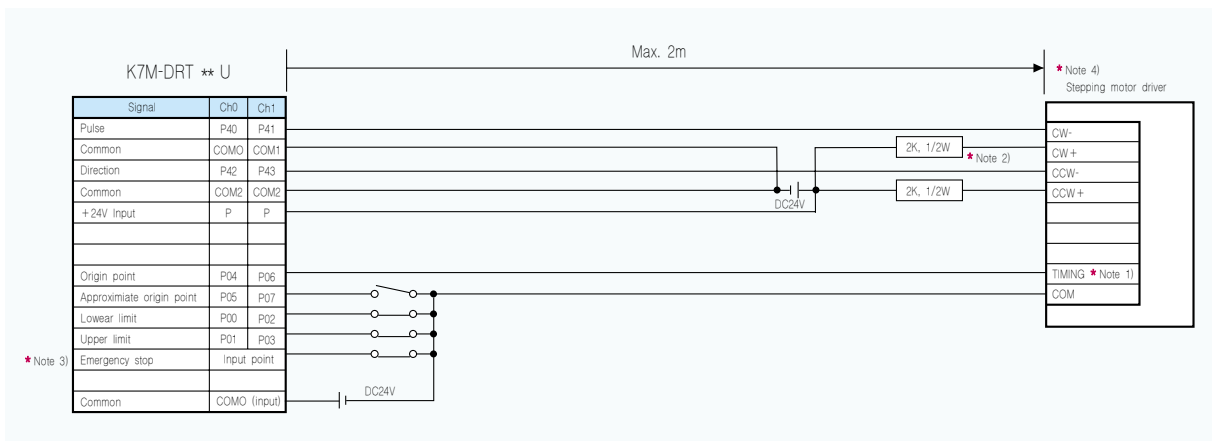 Max. 2m
K7M-DRT ** U
* Note 4)
Stepping motor driver
Signal Ch0 Ch1
Pulse P40 P41
Common COM0 COM1
Direction P42 P43
Common COM2 COM2
+24V Input P P
Origin point P04 P06
Approximiate origin point P05 P07
Lowear limit P00 P02
Upper limit P01 P03
* Note 3) Emergency stop Input point
Common COM0 (input)
DC24V
2K, 1/2W
* Note 2)
2K, 1/2W
DC24V
CW-
CW+
CCW-
CCW+
TIMING * Note 1)
COM